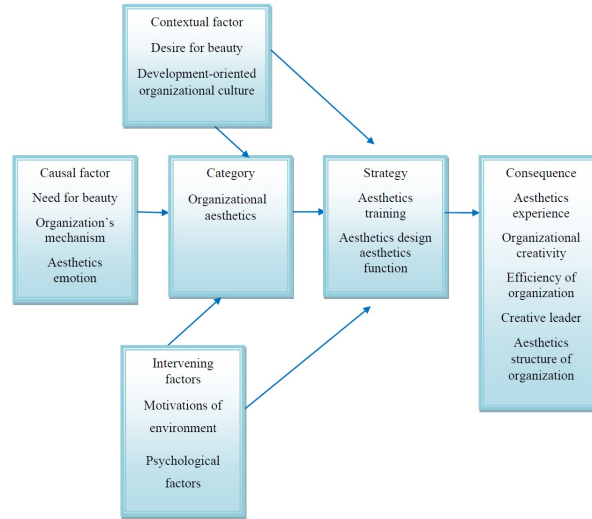 Contextual factor
Desire for beauty
Development-oriented
organizational culture
Causal factor
Need for beauty
Organization's
mechanism
Aesthetics
emotion
Category
Organizational
aesthetics
Strategy
Aesthetics
training
Aesthetics design
aesthetics
function
Consequence
Aesthetics
experience
Organizational
creativity
Efficiency of
organization
Creative leader
Aesthetics
structure of
organization
Intervening
factors
Motivations of
environment
Psychological
factors